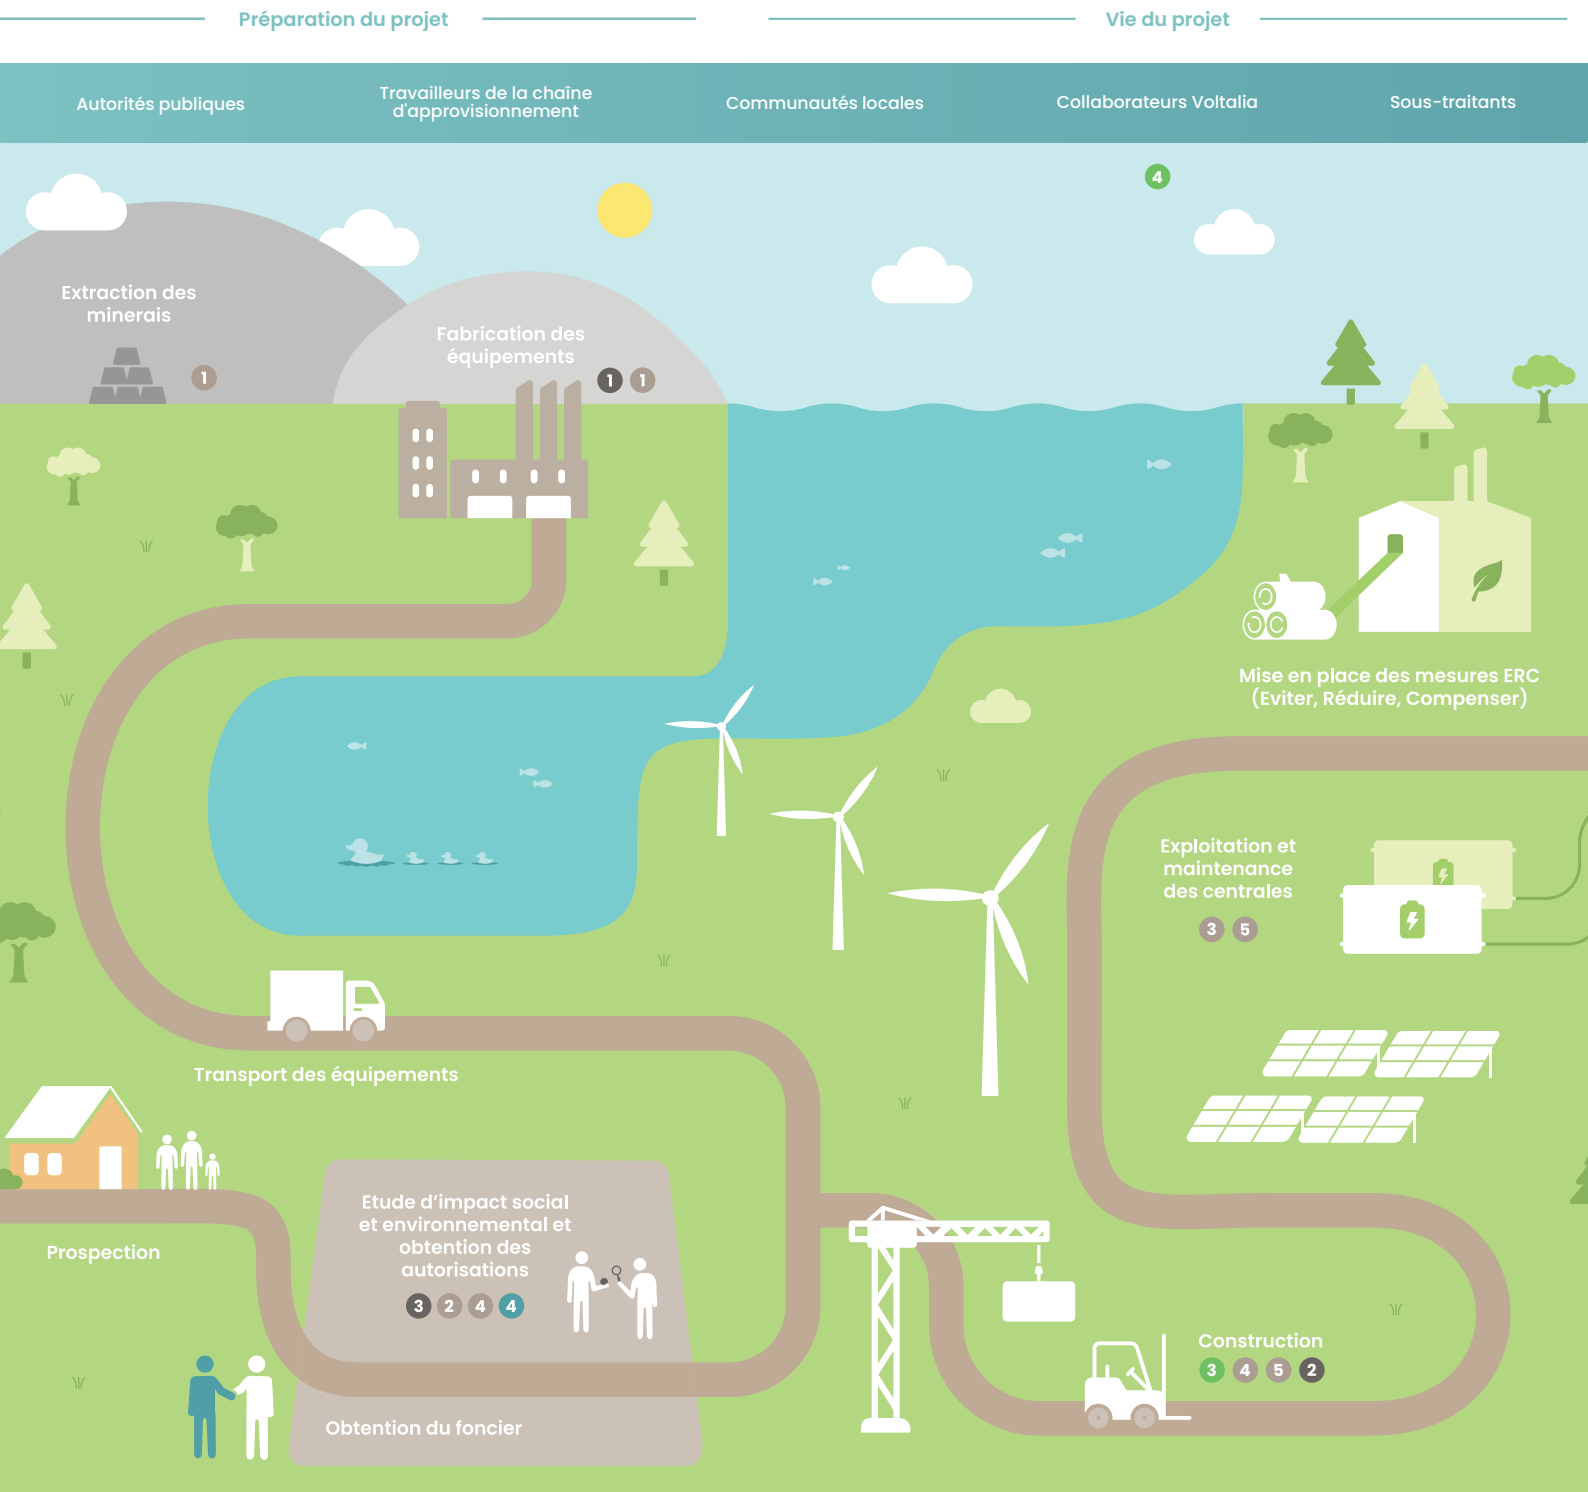 Préparation du projet
Vie du projet
Autorités publiques
Travailleurs de la chaîne
d'approvisionnement
Communautés locales
Collaborateurs Voltalia
Sous-traitants
4
Extraction des
minerais
1
Fabrication des
équipements
1 1
Mise en place des mesures ERC
(Eviter, Réduire, Compenser)
Exploitation et
maintenance
des centrales
3 5
Transport des équipements
Prospection
Etude d’impact social
et environnemental et
obtention des
autorisations
3 2 4 4
Obtention du foncier
Construction
3 4 5 2